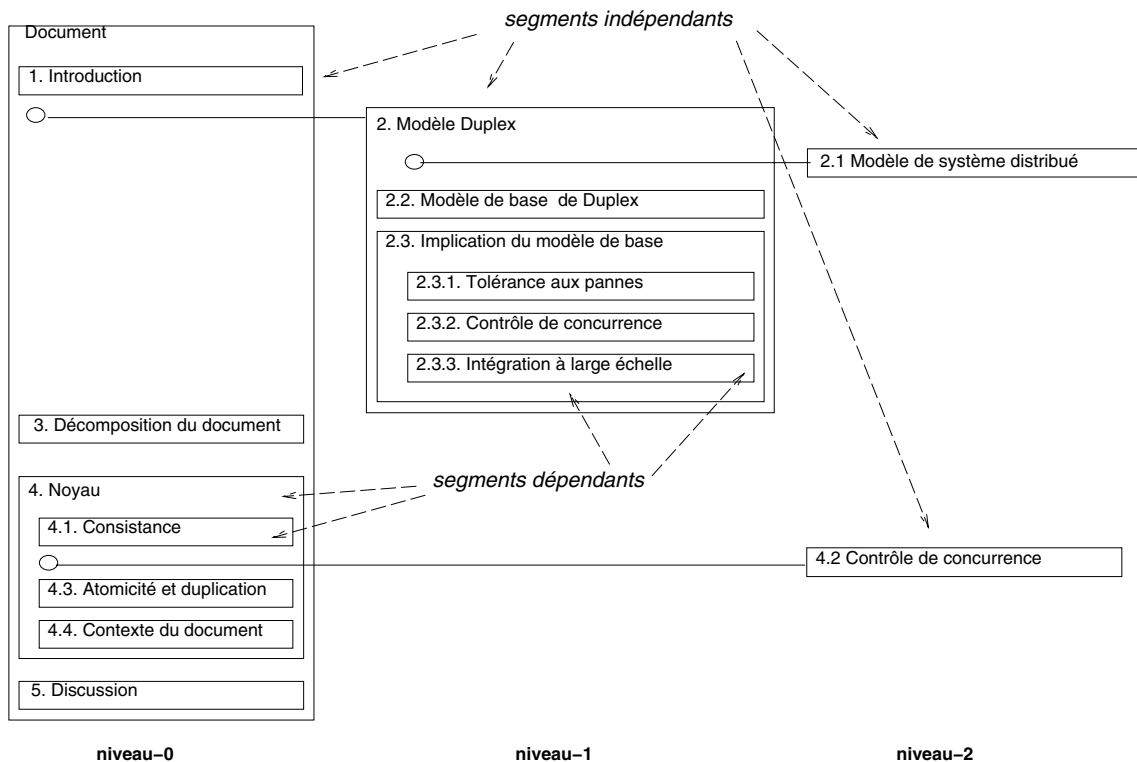 segments indépendants
Document
1. Introduction
2. Modèle Duplex
2.1 Modèle de système distribué
2.2. Modèle de base de Duplex
2.3. Implication du modèle de base
2.3.1. Tolérance aux pannes
2.3.2. Contrôle de concurrence
2.3.3. Intégration à large échelle
3. Décomposition du document
segments dépendants
4. Noyau
4.1. Consistance
4.2 Contrôle de concurrence
4.3. Atomicité et duplication
4.4. Contexte du document
5. Discussion
niveau−0
niveau−1
niveau−2